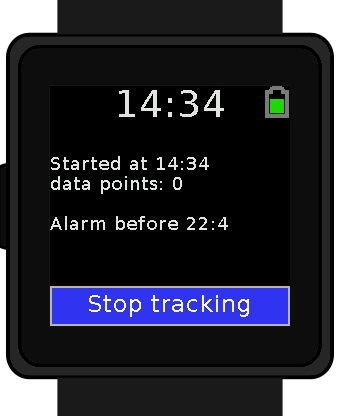 14:34
Started at 14:34
data points: 0
Alarm before 22:4
Stop tracking